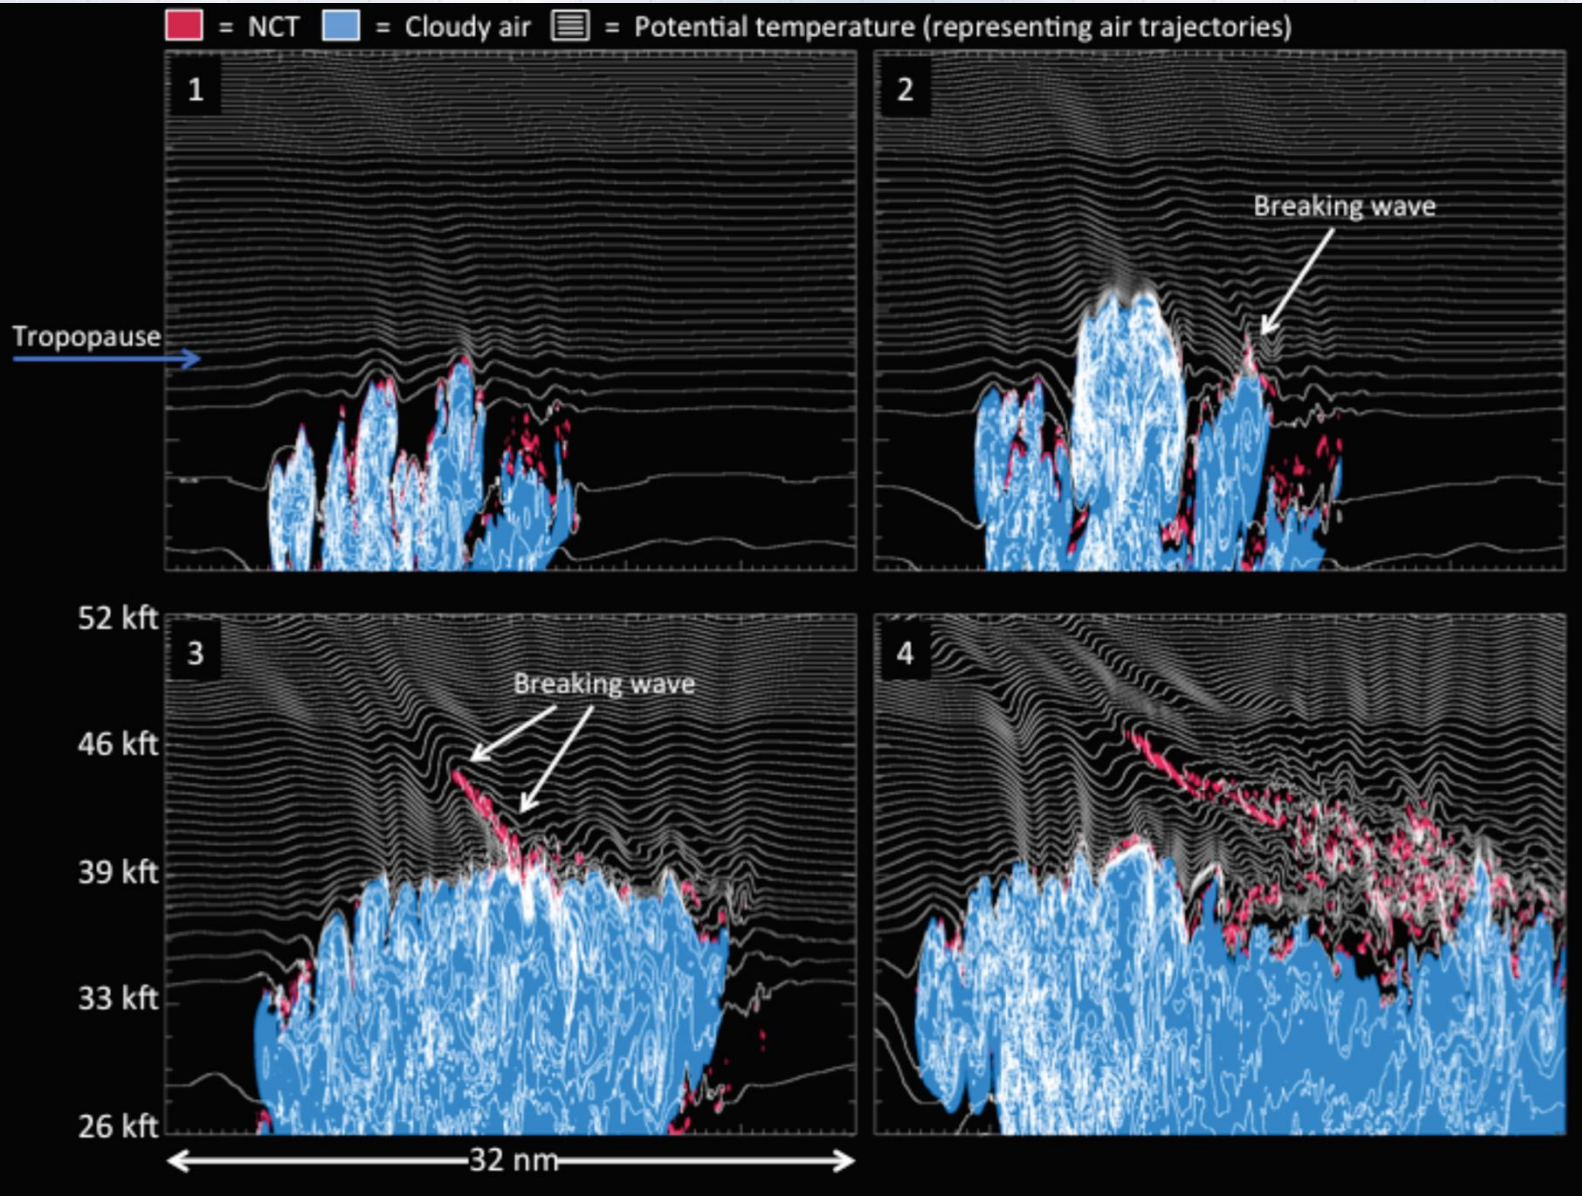 = NCT = Cloudy air = Potential temperature (representing air trajectories)
1
2
Breaking wave
Tropopause
52 kft
3
4
Breaking wave
46 kft
39 kft
33 kft
26 kft
32 nm